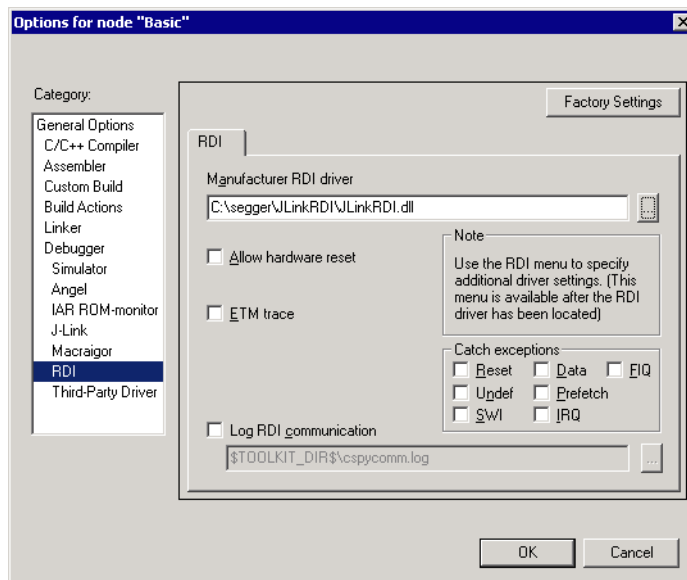 Options for node "Basic"
Category:
Factory Settings
General Options
C/C++ Compiler
Assembler
Custom Build
Build Actions
Linker
Debugger
Simulator
Angel
IAR ROM-monitor
J-Link
Macraigor
RDI
Third-Party Driver
RDI
Manufacturer RDI driver
C:\segger\JLinkRDI\JLinkRDI.dll
...
Allow hardware reset
ETM trace
Note
Use the RDI menu to specify
additional driver settings. (This
menu is available after the RDI
driver has been located)
Catch exceptions
Reset Data FIQ
Undef Prefetch
SWI IRQ
Log RDI communication
$TOOLKIT_DIR$\cspycomm.log
...
OK Cancel